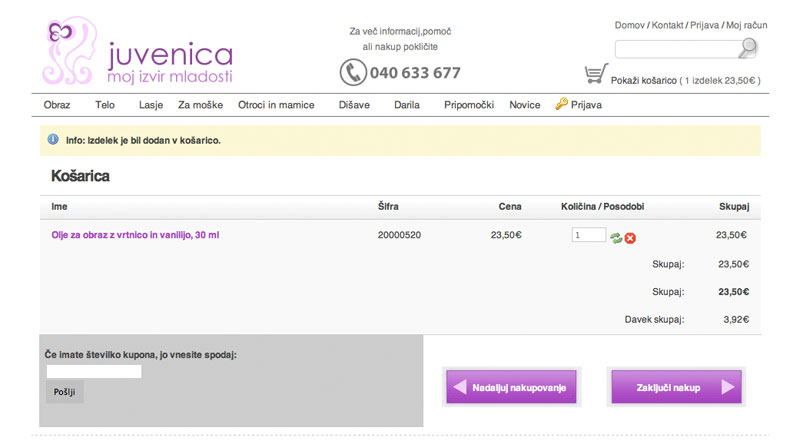 juvenica
moj izvir mladosti
Za več informacij,pomoč
ali nakup pokličite
040 633 677
Domov / Kontakt / Prijava / Moj račun
Pokaži košarico ( 1 izdelek 23,50€ )
Obraz Telo Lasje Za moške Otroci in mamice Dišave Darila Pripomočki Novice Prijava
Info: Izdelek je bil dodan v košarico.
Košarica
Ime Šifra Cena Količina / Posodobi Skupaj
Olje za obraz z vrtnico in vanilijo, 30 ml 20000520 23,50€ 1 23,50€
Skupaj: 23,50€
Skupaj: 23,50€
Davek skupaj: 3,92€
Če imate številko kupona, jo vnesite spodaj:
Pošlji
Nadaljuj nakupovanje
Zaključi nakup